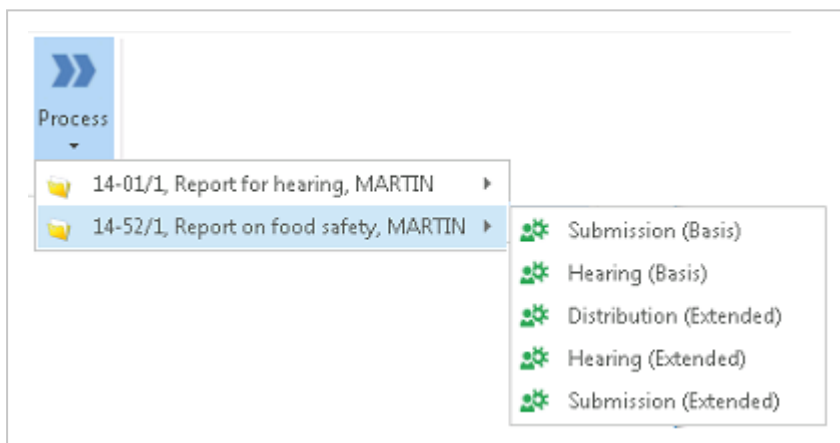 Process
14-01/1, Report for hearing, MARTIN
14-52/1, Report on food safety, MARTIN
Submission (Basis)
Hearing (Basis)
Distribution (Extended)
Hearing (Extended)
Submission (Extended)